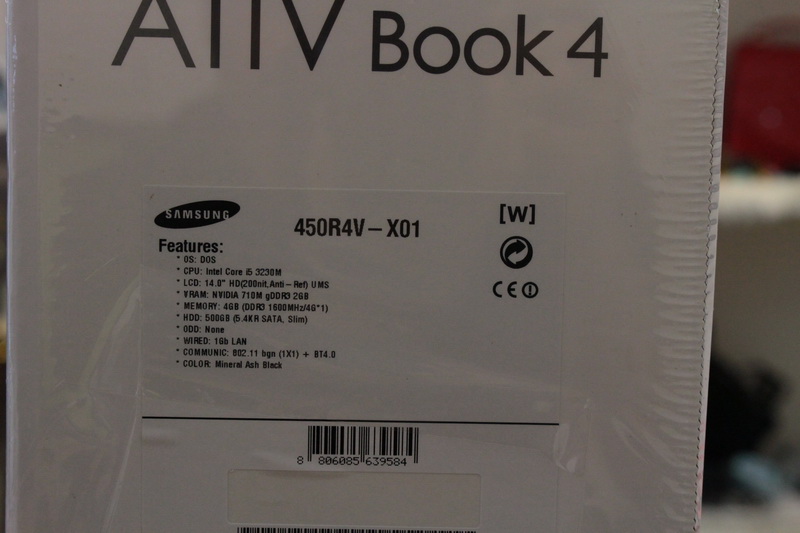 ATIV Book 4
SAMSUNG
450R4V-X01
[W]
Features:
* OS: DOS
* CPU: Intel Core i5 3230M
* LCD: 14.0" HD(200nit,Anti-Ref) UMS
* VRAM: NVIDIA 710M gDDR3 2GB
* MEMORY: 4GB (DDR3 1600MHz/4G*1)
* HDD: 500GB (5.4KR SATA, Slim)
* ODD: None
* WIRED: 1Gb LAN
* COMMUNIC: 802.11 bgn (1X1) + BT4.0
* COLOR: Mineral Ash Black
CE
8 806085 639584